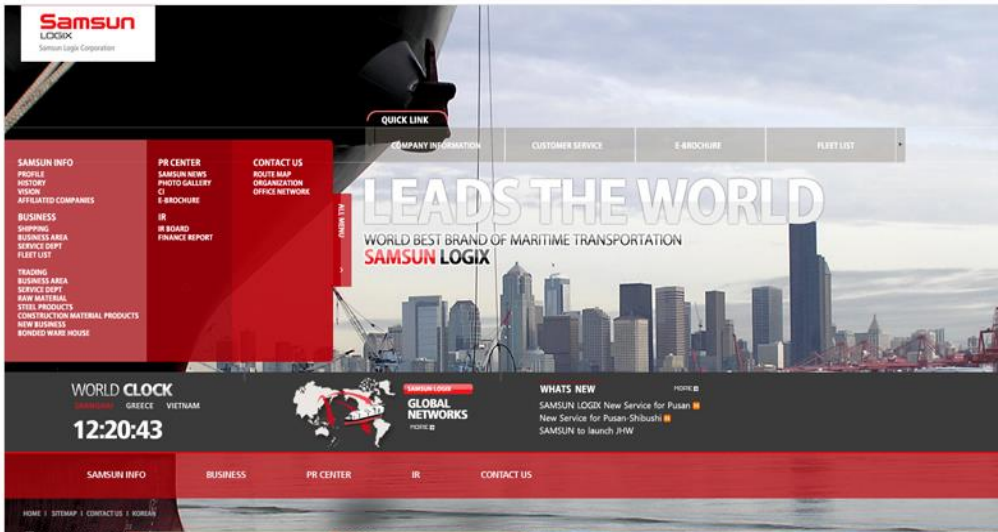 Samsun
LOGIX
Samsun Logix Corporation
QUICK LINK
COMPANY INFORMATION
CUSTOMER SERVICE
E-BROCHURE
FLEET LIST
SAMSUN INFO
PROFILE
HISTORY
VISION
AFFILIATED COMPANIES
BUSINESS
SHIPPING
BUSINESS AREA
SERVICE DEPT
FLEET LIST
TRADING
BUSINESS AREA
SERVICE DEPT
RAW MATERIAL
STEEL PRODUCTS
CONSTRUCTION MATERIAL PRODUCTS
NEW BUSINESS
BONDED WARE HOUSE
PR CENTER
SAMSUN NEWS
PHOTO GALLERY
CI
E-BROCHURE
IR
IR BOARD
FINANCE REPORT
CONTACT US
ROUTE MAP
ORGANIZATION
OFFICE NETWORK
ALL MENU
LEADS THE WORLD
WORLD BEST BRAND OF MARITIME TRANSPORTATION
SAMSUN LOGIX
WORLD CLOCK
SHANGHAI GREECE VIETNAM
12:20:43
SAMSUN LOGIX
GLOBAL
NETWORKS
MORE
WHATS NEW MORE
SAMSUN LOGIX New Service for Pusan N
New Service for Pusan-Shibushi N
SAMSUN to launch JHW
SAMSUN INFO BUSINESS PR CENTER IR CONTACT US
HOME | SITEMAP | CONTACT US | KOREAN